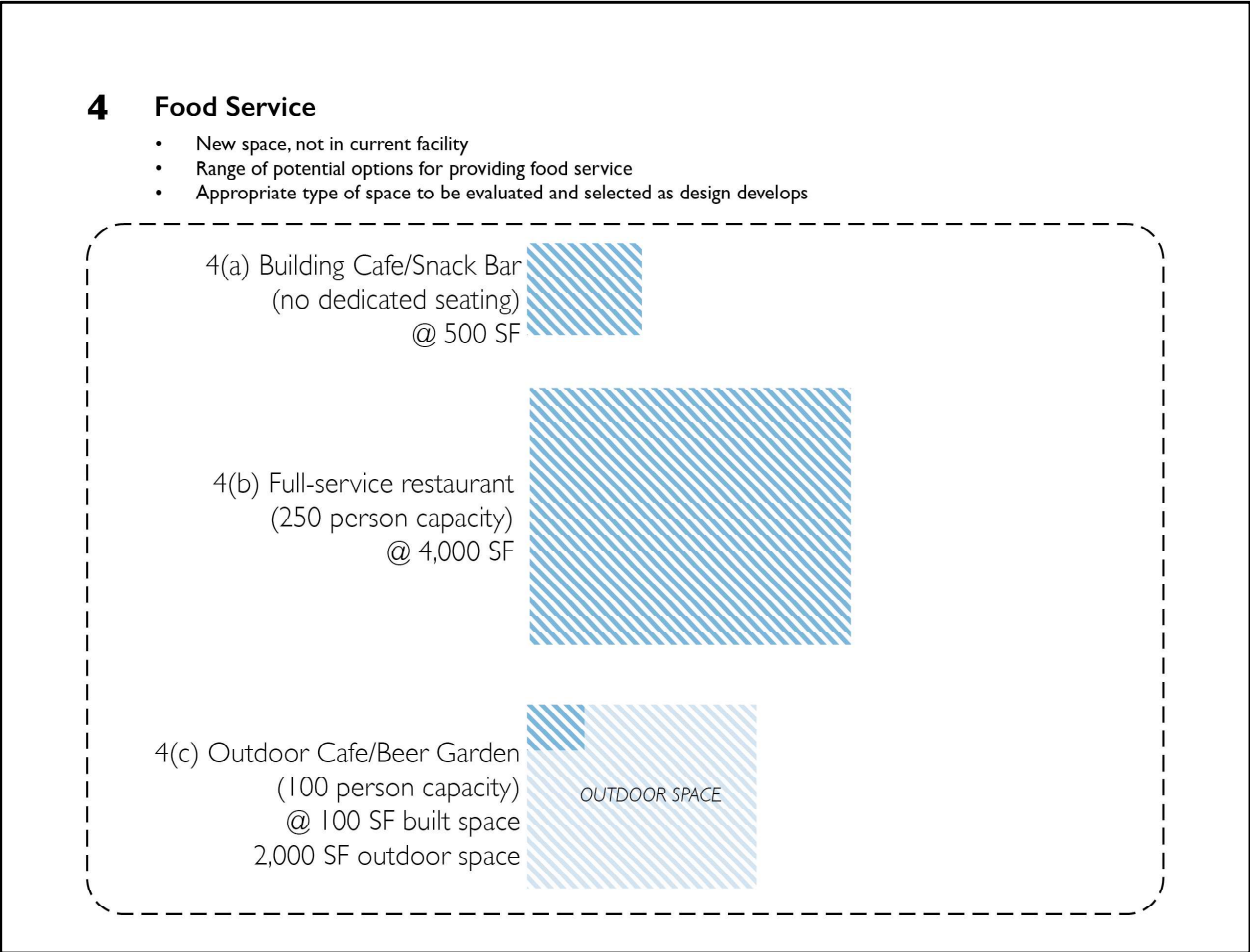 4 Food Service
• New space, not in current facility
• Range of potential options for providing food service
• Appropriate type of space to be evaluated and selected as design develops
4(a) Building Cafe/Snack Bar
(no dedicated seating)
@ 500 SF
4(b) Full-service restaurant
(250 person capacity)
@ 4,000 SF
4(c) Outdoor Cafe/Beer Garden
(100 person capacity)
@ 100 SF built space
2,000 SF outdoor space
OUTDOOR SPACE